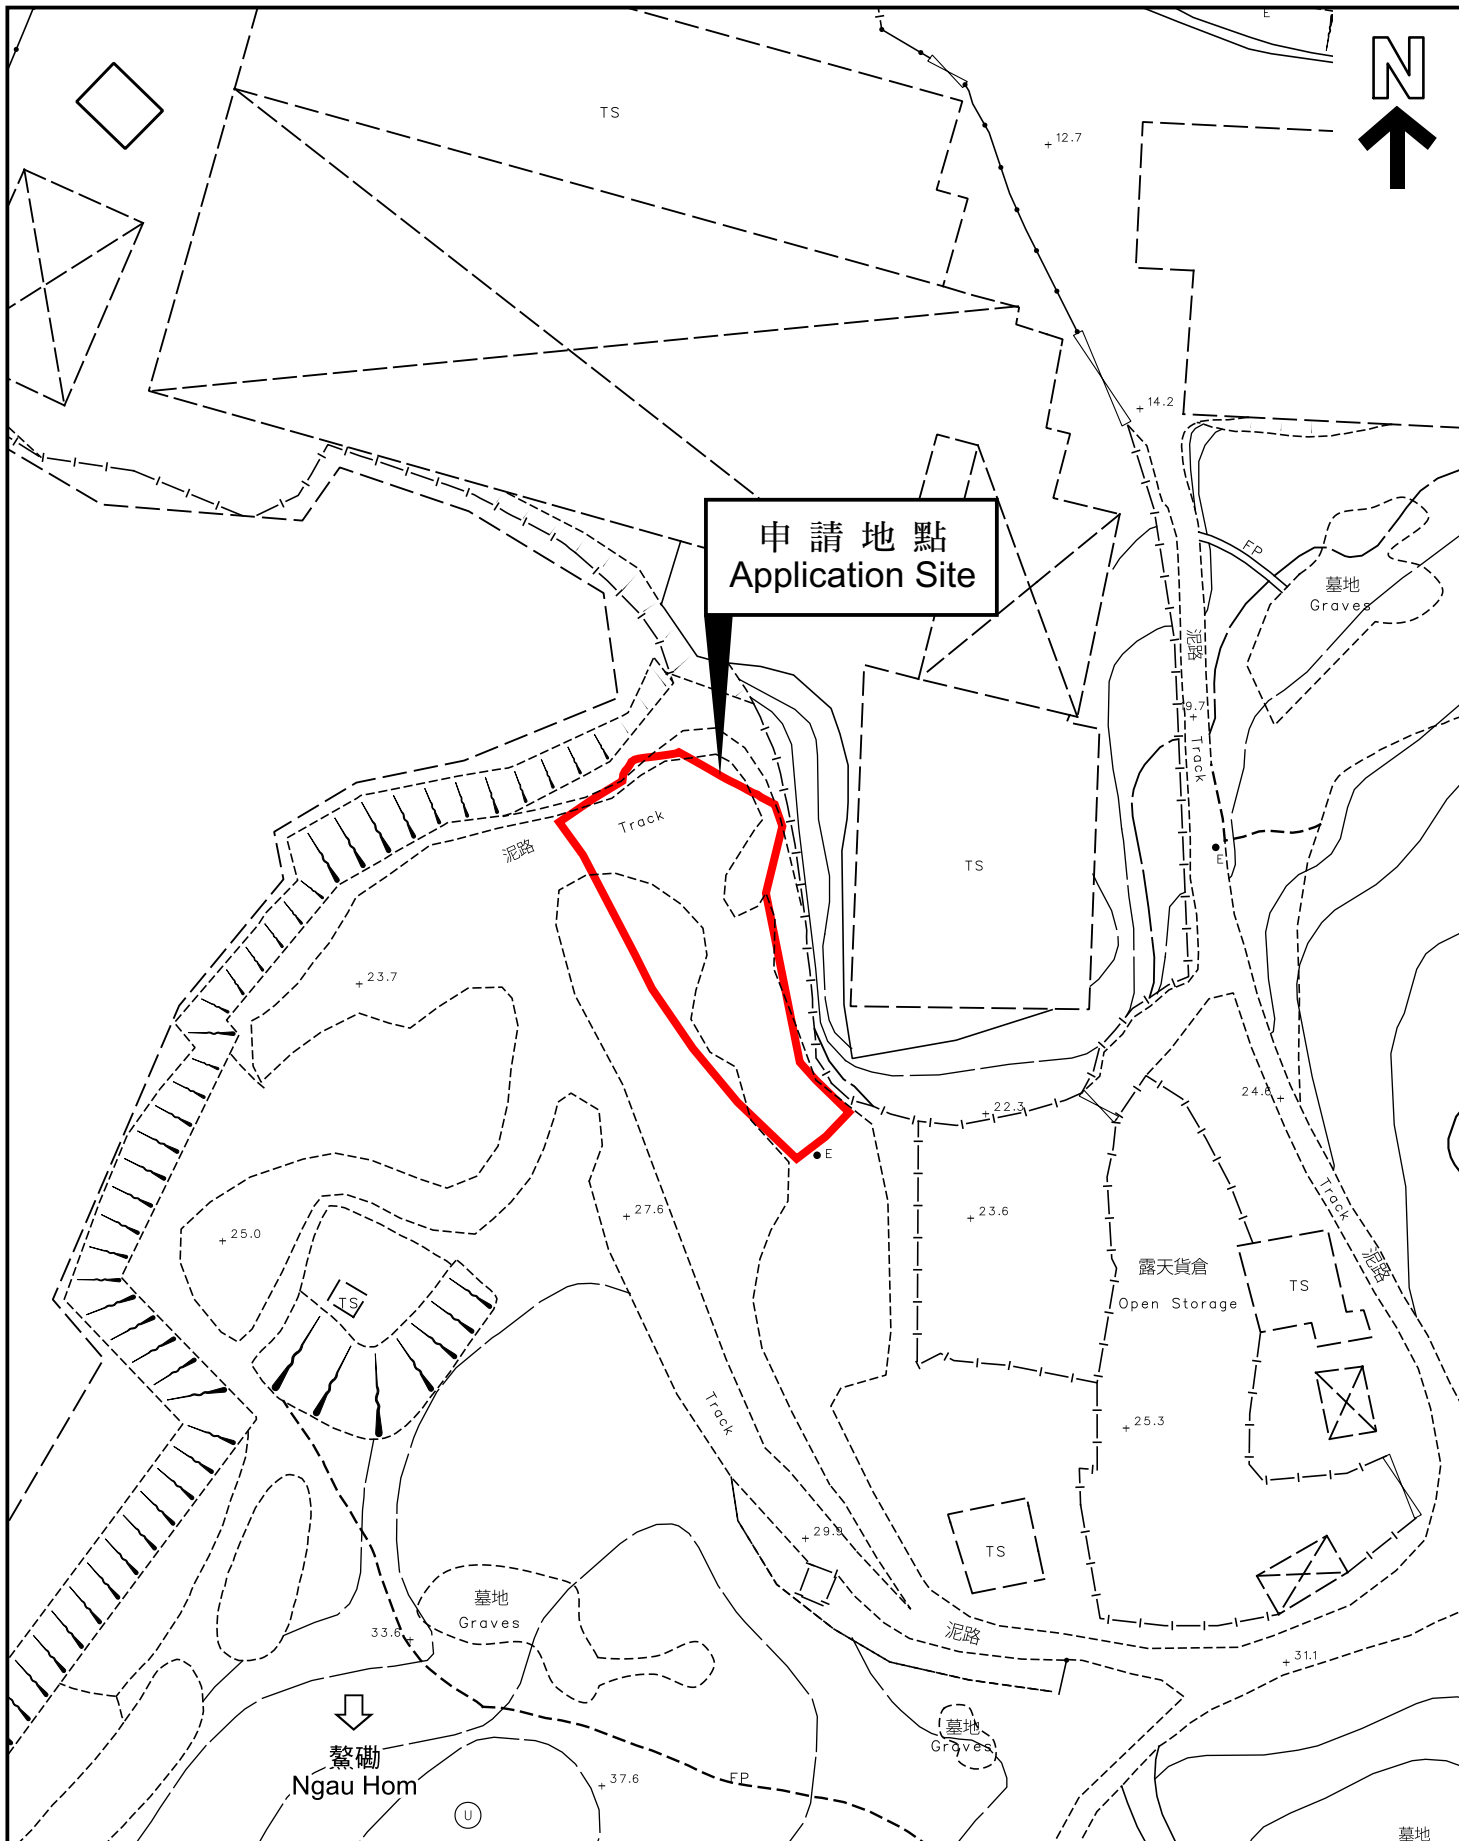 E
N
TS
12.7
14.2
申請地點
Application Site
FP
墓地
Graves
泥路
9.7
Track
Track
泥路
TS
E
23.7
24.6
22.3
E
27.6
23.6
25.0
Track
泥路
露天貨倉
Open Storage
TS
TS
Track
25.3
29.9
TS
墓地
Graves
33.6
泥路
31.1
墓地
Graves
鰲磡
Ngau Hom
37.6
FP
U
墓地